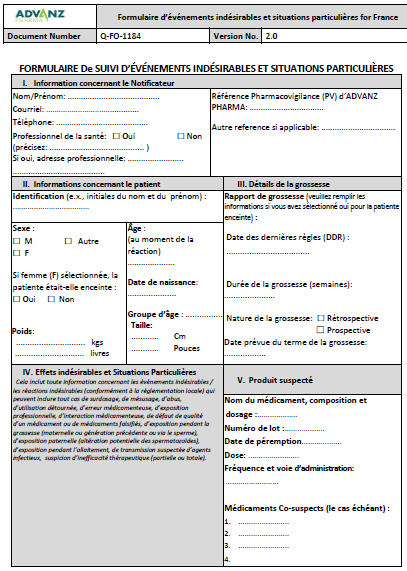 ADVANZ
PHARMA
Formulaire d'événements indésirables et situations particulières for France
Document Number
Q-FO-1184
Version No.
2.0
FORMULAIRE De SUIVI D'ÉVÉNEMENTS INDÉSIRABLES ET SITUATIONS PARTICULIÈRES
I. Information concernant le Notificateur
Nom/Prénom: ....................................
Courriel: ....................................
Téléphone: ....................................
Professionnel de la santé: ☐ Oui ☐ Non
(précisez: .................................... )
Si oui, adresse professionnelle: ......................
....................................
Référence Pharmacovigilance (PV) d'ADVANZ
PHARMA: .............................
Autre reference si applicable: .............................
II. Informations concernant le patient
Identification (e.x., initiales du nom et du prénom) :
..............................
Sexe :
☐ M ☐ Autre
☐ F
Si femme (F) sélectionnée, la
patiente était-elle enceinte :
☐ Oui ☐ Non
Poids:
........................... kgs
........................... livres
Âge :
(au moment de la
réaction)
...................
Date de naissance:
...................
Groupe d'âge : ...............
Taille:
........... Cm
........... Pouces
III. Détails de la grossesse
Rapport de grossesse (veuillez remplir les
informations si vous avez sélectionné oui pour la patiente
enceinte) :
Date des dernières règles (DDR) :
................................
Durée de la grossesse (semaines):
.............................
Nature de la grossesse: ☐ Rétrospective
☐ Prospective
Date prévue du terme de la grossesse:
................
IV. Effets indésirables et Situations Particulières
Cela inclut toute information concernant les événements indésirables /
les réactions indésirables (conformément à la réglementation locale) qui
peuvent inclure tout cas de surdosage, de mésusage, d'abus,
d'utilisation détournée, d'erreur médicamenteuse, d'exposition
professionnelle, d'interaction médicamenteuse, de défaut de qualité
d'un médicament ou de médicaments falsifiés, d'exposition pendant la
grossesse (maternelle ou génération précédente ou via le sperme),
d'exposition paternelle (altération potentielle des spermatozoïdes),
d'exposition pendant l'allaitement, de transmission suspectée d'agents
infectieux, suspicion d'inefficacité thérapeutique (partielle ou totale).
V. Produit suspecté
Nom du médicament, composition et
dosage :................
Numéro de lot :................
Date de péremption................
Dose: ....................
Fréquence et voie d'administration:
.....................
Médicaments Co-suspects (le cas échéant) :
1. ....................
2. ....................
3. ....................
4.